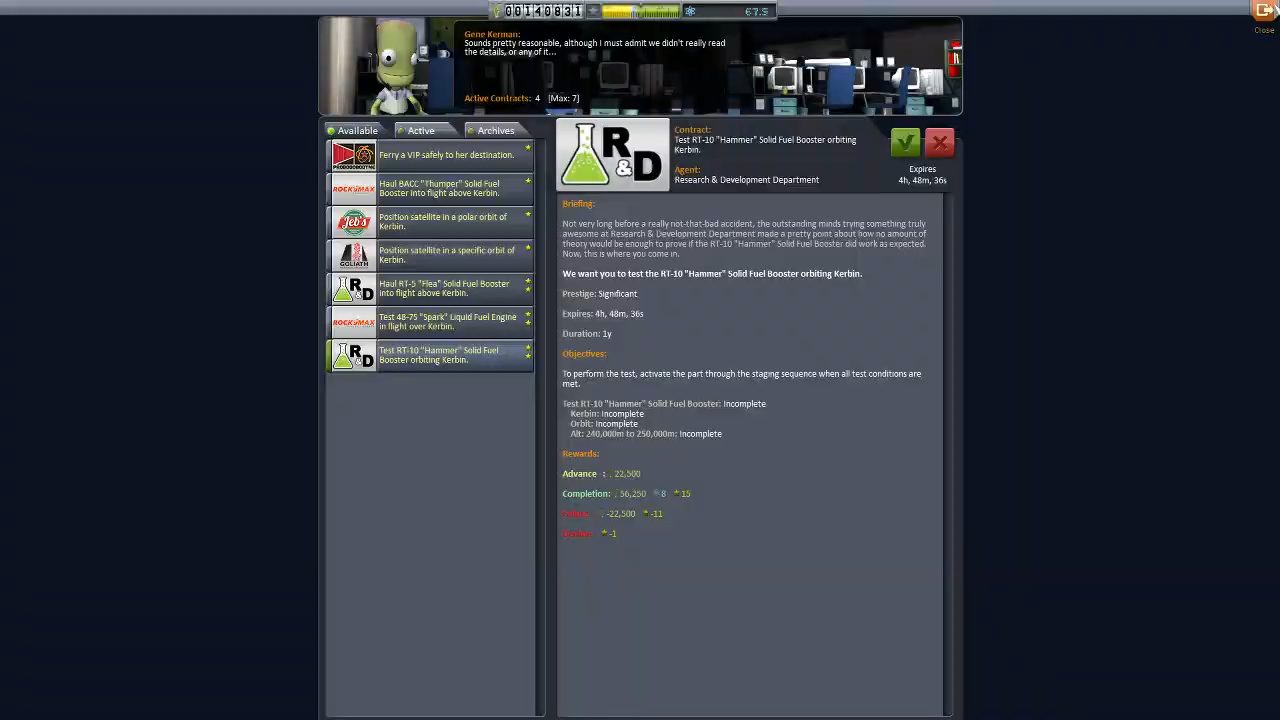 00140831
67.5
Close
Gene Kerman:
Sounds pretty reasonable, although I must admit we didn't really read
the details, or any of it...
Active Contracts: 4 [Max: 7]
Available
Active
Archives
Ferry a VIP safely to her destination.
ROCKOMAX
Haul BACC "Thumper" Solid Fuel
Booster into flight above Kerbin.
Jeb's
Position satellite in a polar orbit of
Kerbin.
GOLIATH
Position satellite in a specific orbit of
Kerbin.
R&D
Haul RT-5 "Flea" Solid Fuel Booster
into flight above Kerbin.
ROCKOMAX
Test 48-7S "Spark" Liquid Fuel Engine
in flight over Kerbin.
R&D
Test RT-10 "Hammer" Solid Fuel
Booster orbiting Kerbin.
R&D
Contract:
Test RT-10 "Hammer" Solid Fuel Booster orbiting
Kerbin.
Agent:
Research & Development Department
Expires
4h, 48m, 36s
Briefing:
Not very long before a really not-that-bad accident, the outstanding minds trying something truly
awesome at Research & Development Department made a pretty point about how no amount of
theory would be enough to prove if the RT-10 "Hammer" Solid Fuel Booster did work as expected.
Now, this is where you come in.
We want you to test the RT-10 "Hammer" Solid Fuel Booster orbiting Kerbin.
Prestige: Significant
Expires: 4h, 48m, 36s
Duration: 1y
Objectives:
To perform the test, activate the part through the staging sequence when all test conditions are
met.
Test RT-10 "Hammer" Solid Fuel Booster: Incomplete
Kerbin: Incomplete
Orbit: Incomplete
Alt: 240,000m to 250,000m: Incomplete
Rewards:
Advance : 22,500
Completion: 56,250 8 15
-22,500 -11
-1